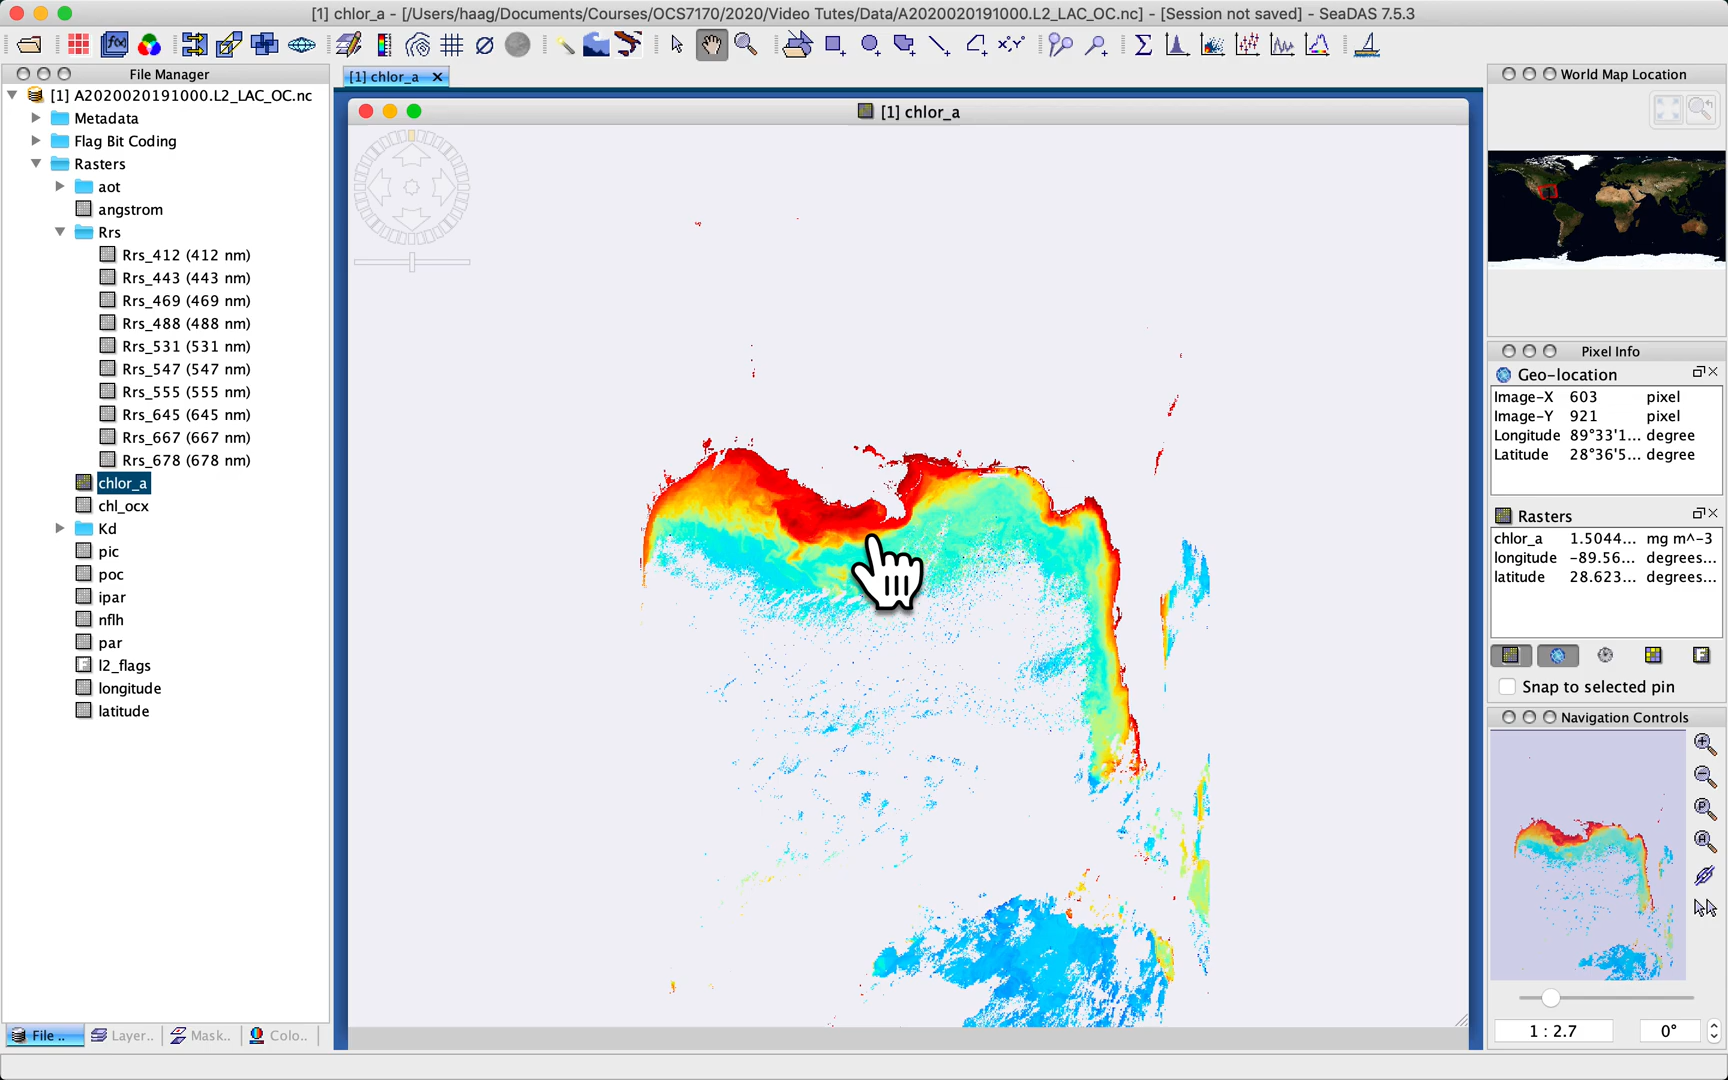 [1] chlor_a - [/Users/haag/Documents/Courses/OCS7170/2020/Video Tutes/Data/A2020020191000.L2_LAC_OC.nc] - [Session not saved] - SeaDAS 7.5.3
File Manager
[1] A2020020191000.L2_LAC_OC.nc
Metadata
Flag Bit Coding
Rasters
aot
angstrom
Rrs
Rrs_412 (412 nm)
Rrs_443 (443 nm)
Rrs_469 (469 nm)
Rrs_488 (488 nm)
Rrs_531 (531 nm)
Rrs_547 (547 nm)
Rrs_555 (555 nm)
Rrs_645 (645 nm)
Rrs_667 (667 nm)
Rrs_678 (678 nm)
chlor_a
chl_ocx
Kd
pic
poc
ipar
nflh
par
l2_flags
longitude
latitude
File ..
Layer..
Mask..
Colo..
[1] chlor_a
[1] chlor_a
World Map Location
Pixel Info
Geo-location
Image-X 603 pixel
Image-Y 921 pixel
Longitude 89°33'1... degree
Latitude 28°36'5... degree
Rasters
chlor_a 1.5044... mg m^-3
longitude -89.56... degrees...
latitude 28.623... degrees...
Snap to selected pin
Navigation Controls
1 : 2.7
0°